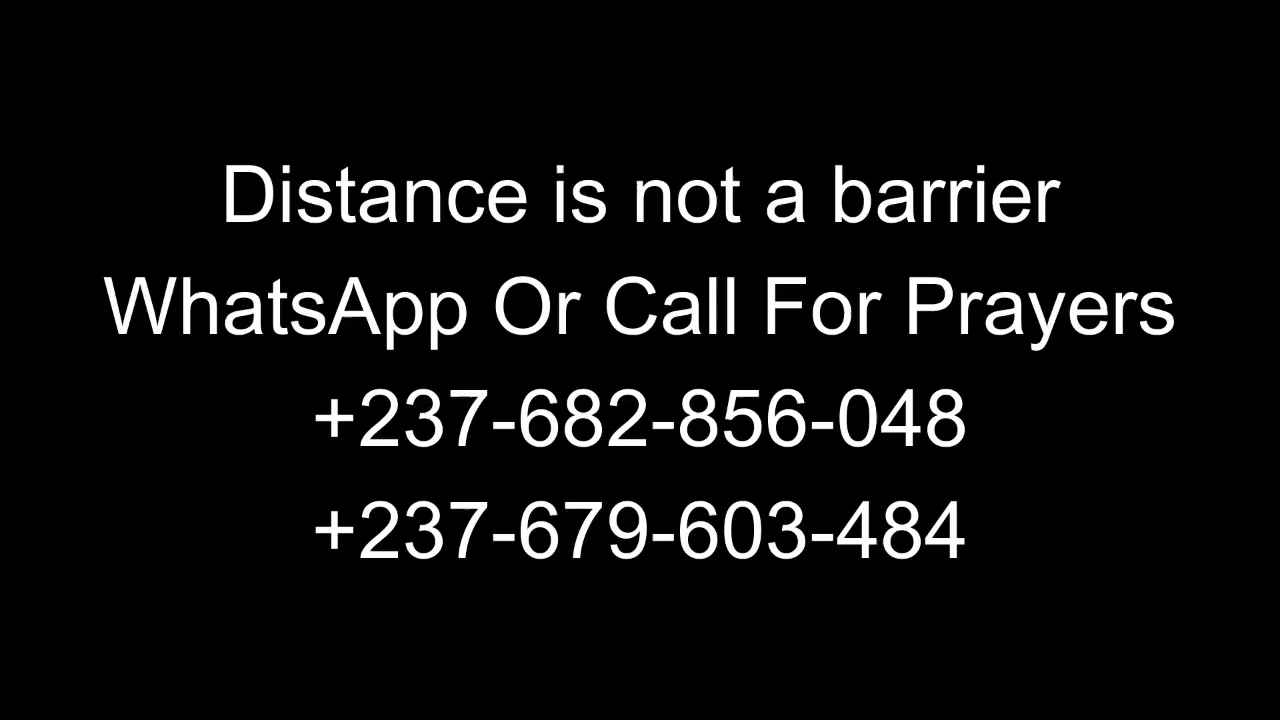 Distance is not a barrier
WhatsApp Or Call For Prayers
+237-682-856-048
+237-679-603-484